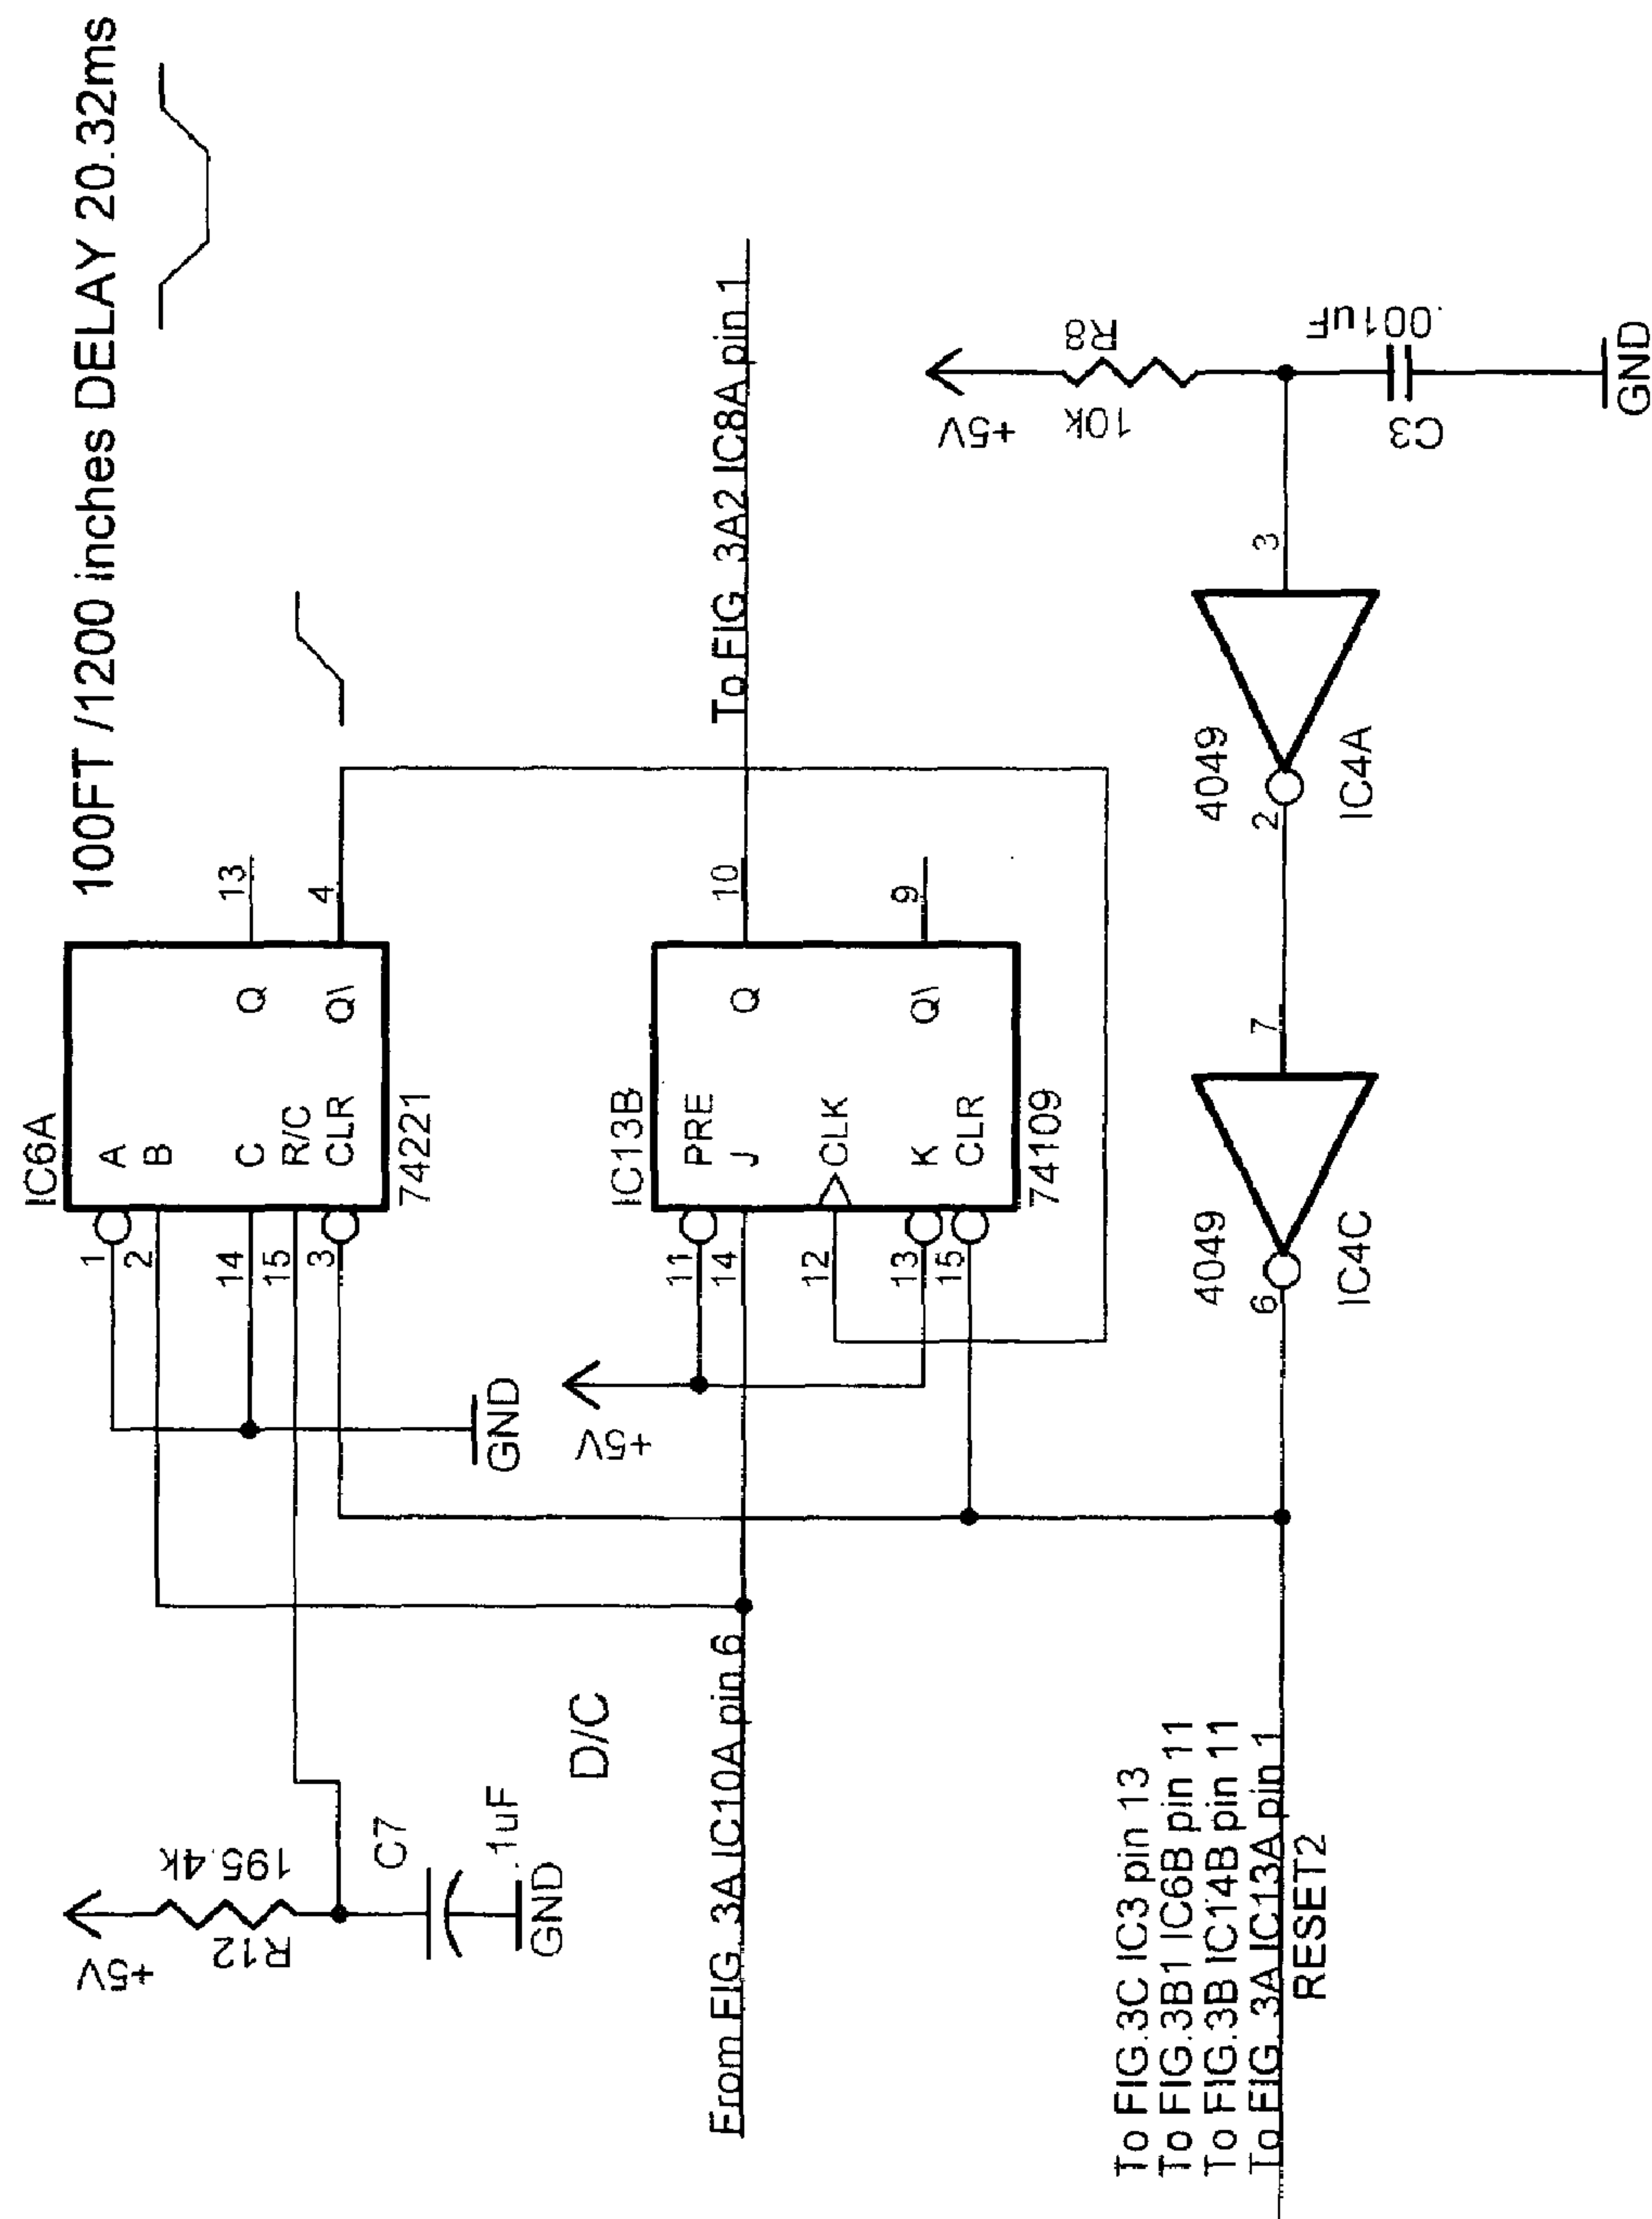 100FT /1200 inches DELAY 20.32ms
IC6A
A
B
C
R/C
CLR
Q
Q\
74221
1
2
14
15
3
13
4
+5V
R12
195.4k
C7
.1uF
GND
GND
D/C
+5V
From FIG. 3A IC10A pin 6
IC13B
PRE
J
CLK
K
CLR
Q
Q\
74109
11
14
12
13
15
10
9
To FIG. 3A2 IC8A pin 1
+5V
10k
R8
C3
.001uF
GND
4049
3
2
IC4A
4049
7
6
IC4C
To FIG.3C IC3 pin 13
To FIG.3B1 IC6B pin 11
To FIG.3B IC14B pin 11
To FIG. 3A IC13A pin 1
RESET2